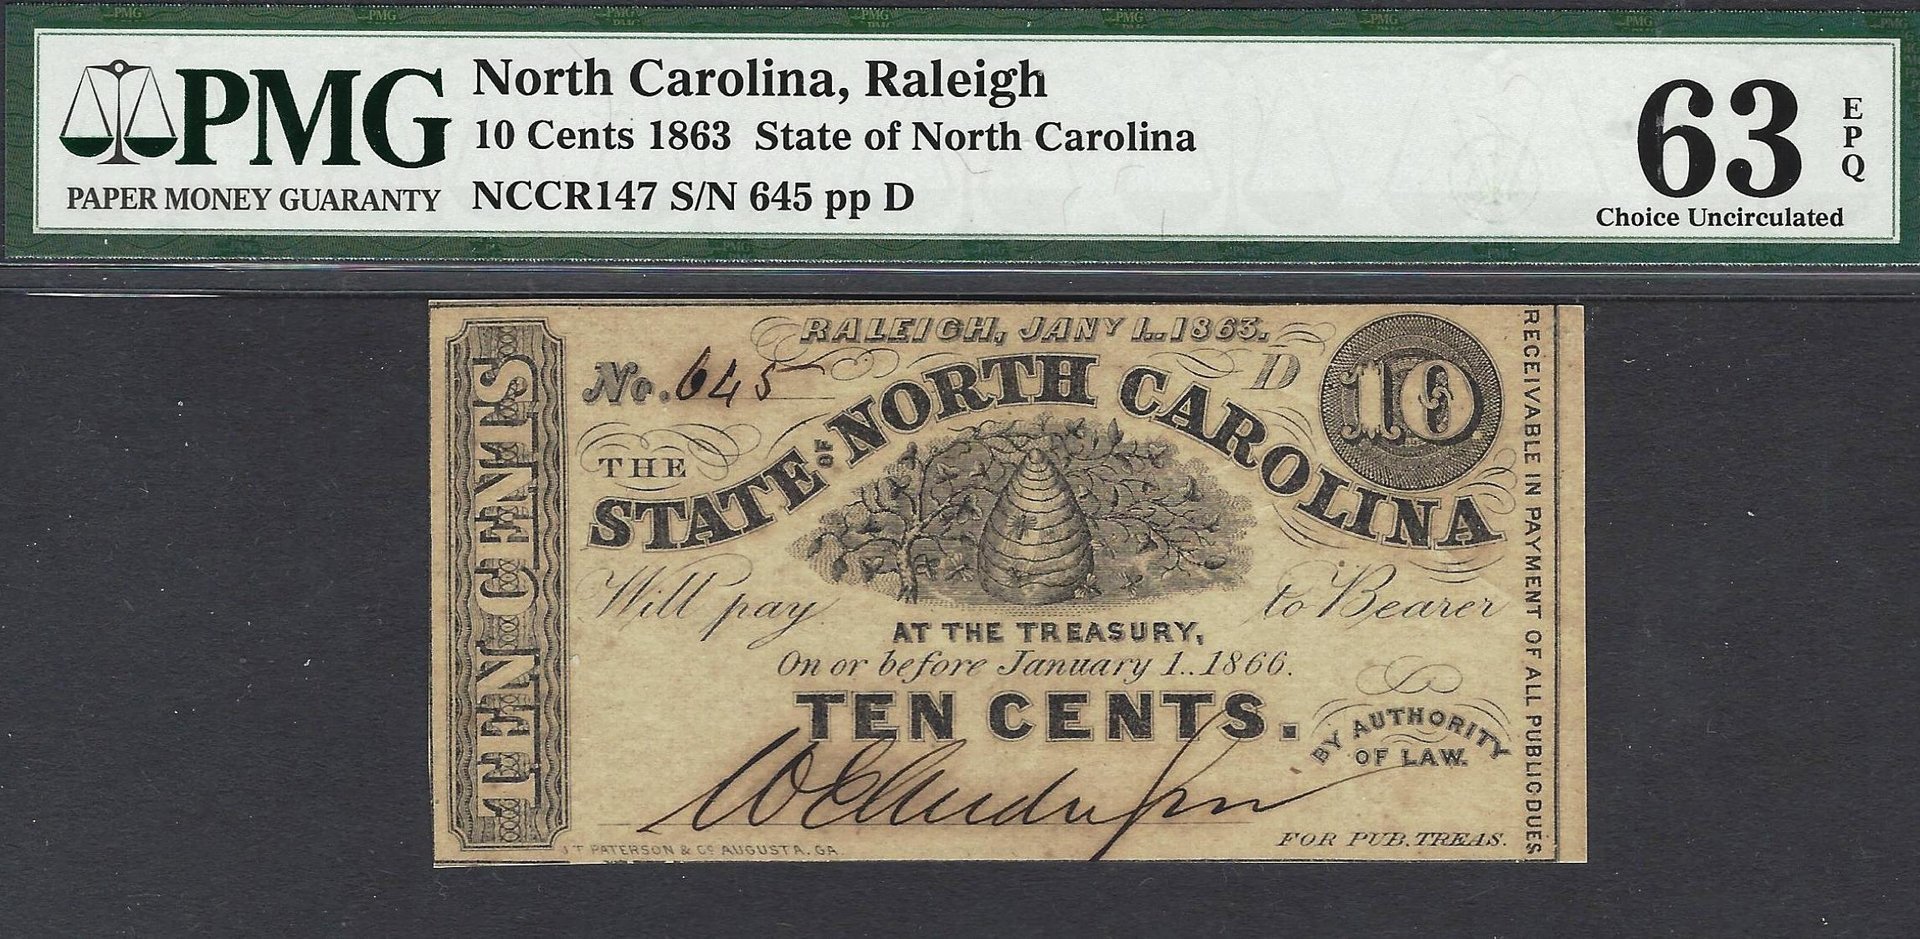 PMG
PAPER MONEY GUARANTY
North Carolina, Raleigh
10 Cents 1863 State of North Carolina
NCCR147 S/N 645 pp D
63
EPQ
Choice Uncirculated
RALEIGH, JANY 1..1863.
No. 645
D
10
THE
STATE OF NORTH CAROLINA
Will pay to Bearer
AT THE TREASURY,
On or before January 1..1866.
TEN CENTS.
BY AUTHORITY
OF LAW.
FOR PUB. TREAS.
J T PATERSON & Co AUGUSTA. GA.
TEN CENTS
RECEIVABLE IN PAYMENT OF ALL PUBLIC DUES